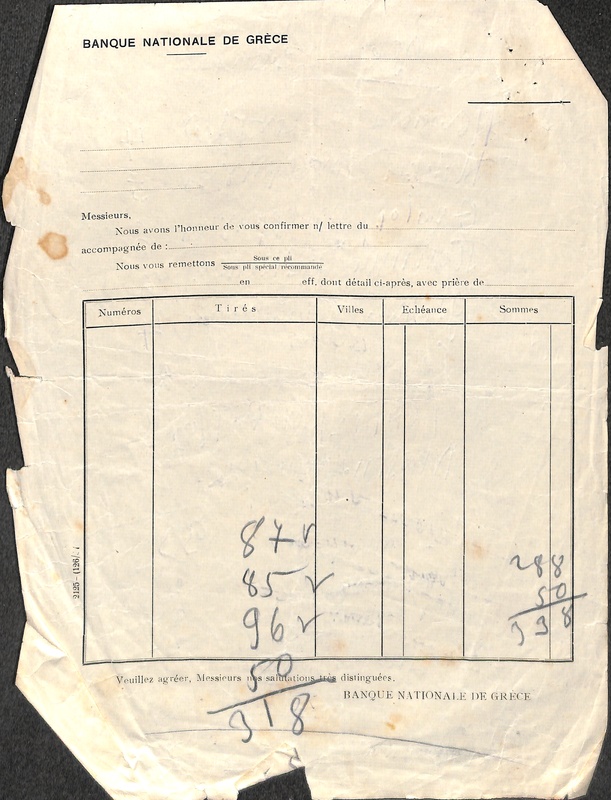 BANQUE NATIONALE DE GRÈCE
Messieurs,
Nous avons l'honneur de vous confirmer n/ lettre du
accompagnée de :
Nous vous remettons Sous ce pli
Sous pli spécial recommandé
en eff. dont détail ci-après, avec prière de
Numéros Tirés Villes Echéance Sommes
87 ✓
85 ✓
96 ✓
50
318
288
50
338
2125 - (126/
Veuillez agréer, Messieurs nos salutations très distinguées.
BANQUE NATIONALE DE GRÈCE